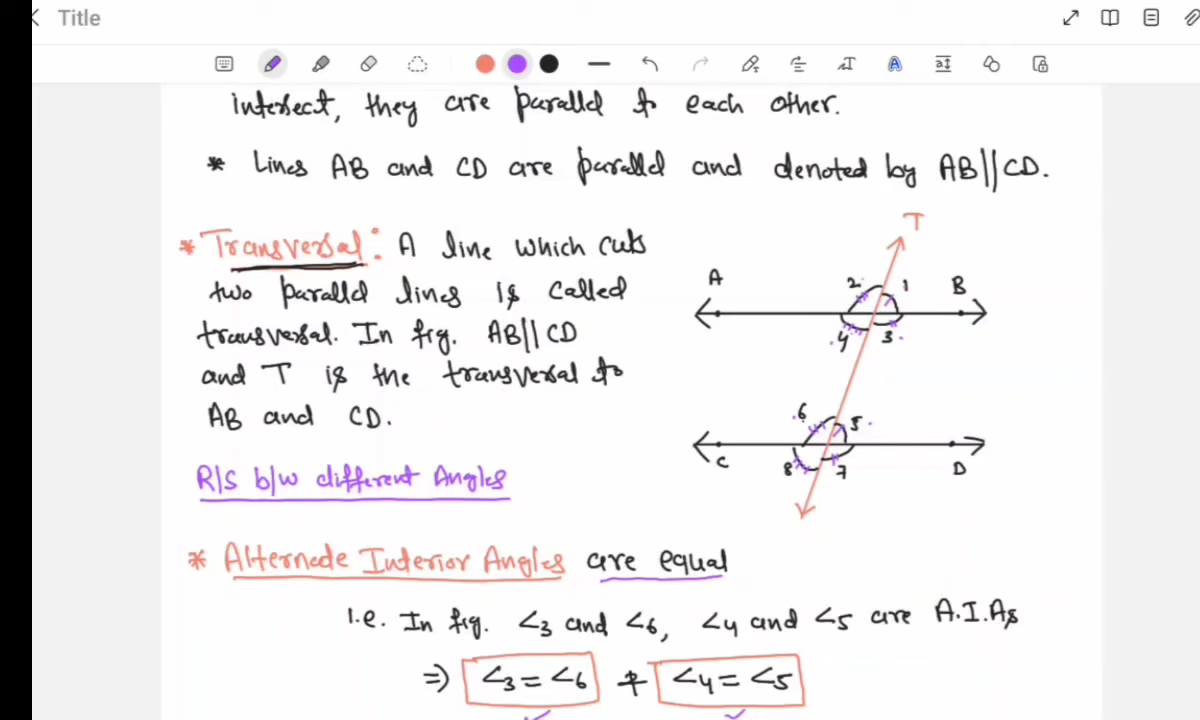 Title
intersect, they are parallel to each other.
* Lines AB and CD are parallel and denoted by AB||CD.
* Transversal: A line which cuts
two parallel lines is called
transversal. In fig. AB||CD
and T is the transversal to
AB and CD.
T
A
2
1
B
4
3
6
5
C
8
7
D
R/S b/w different Angles
* Alternate Interior Angles are equal
i.e. In fig. ∠3 and ∠6, ∠4 and ∠5 are A.I.As
⇒ ∠3 = ∠6 & ∠4 = ∠5